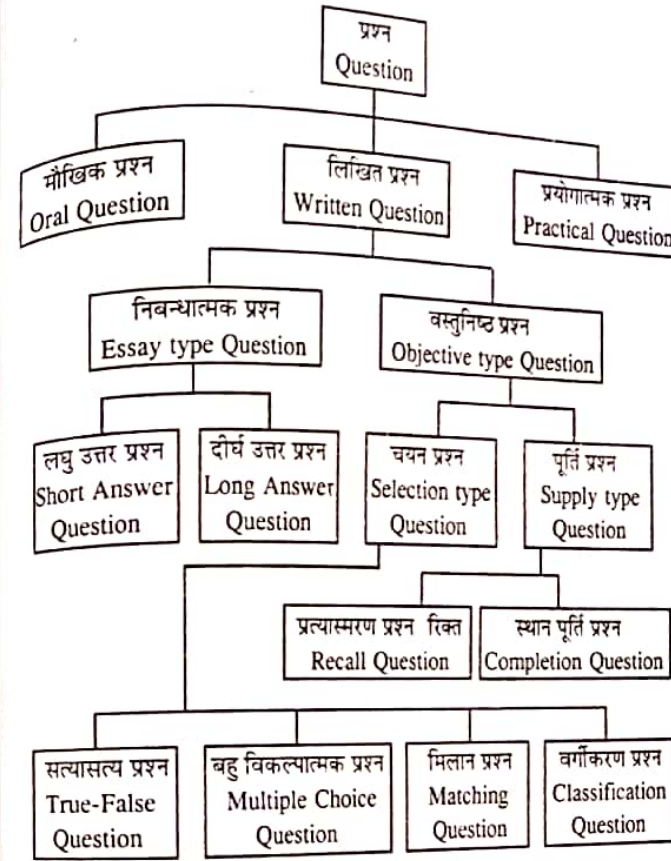 प्रश्न
Question
मौखिक प्रश्न
Oral Question
लिखित प्रश्न
Written Question
प्रयोगात्मक प्रश्न
Practical Question
निबन्धात्मक प्रश्न
Essay type Question
वस्तुनिष्ठ प्रश्न
Objective type Question
लघु उत्तर प्रश्न
Short Answer
Question
दीर्घ उत्तर प्रश्न
Long Answer
Question
चयन प्रश्न
Selection type
Question
पूर्ति प्रश्न
Supply type
Question
प्रत्यास्मरण प्रश्न रिक्त
Recall Question
स्थान पूर्ति प्रश्न
Completion Question
सत्यासत्य प्रश्न
True-False
Question
बहु विकल्पात्मक प्रश्न
Multiple Choice
Question
मिलान प्रश्न
Matching
Question
वर्गीकरण प्रश्न
Classification
Question